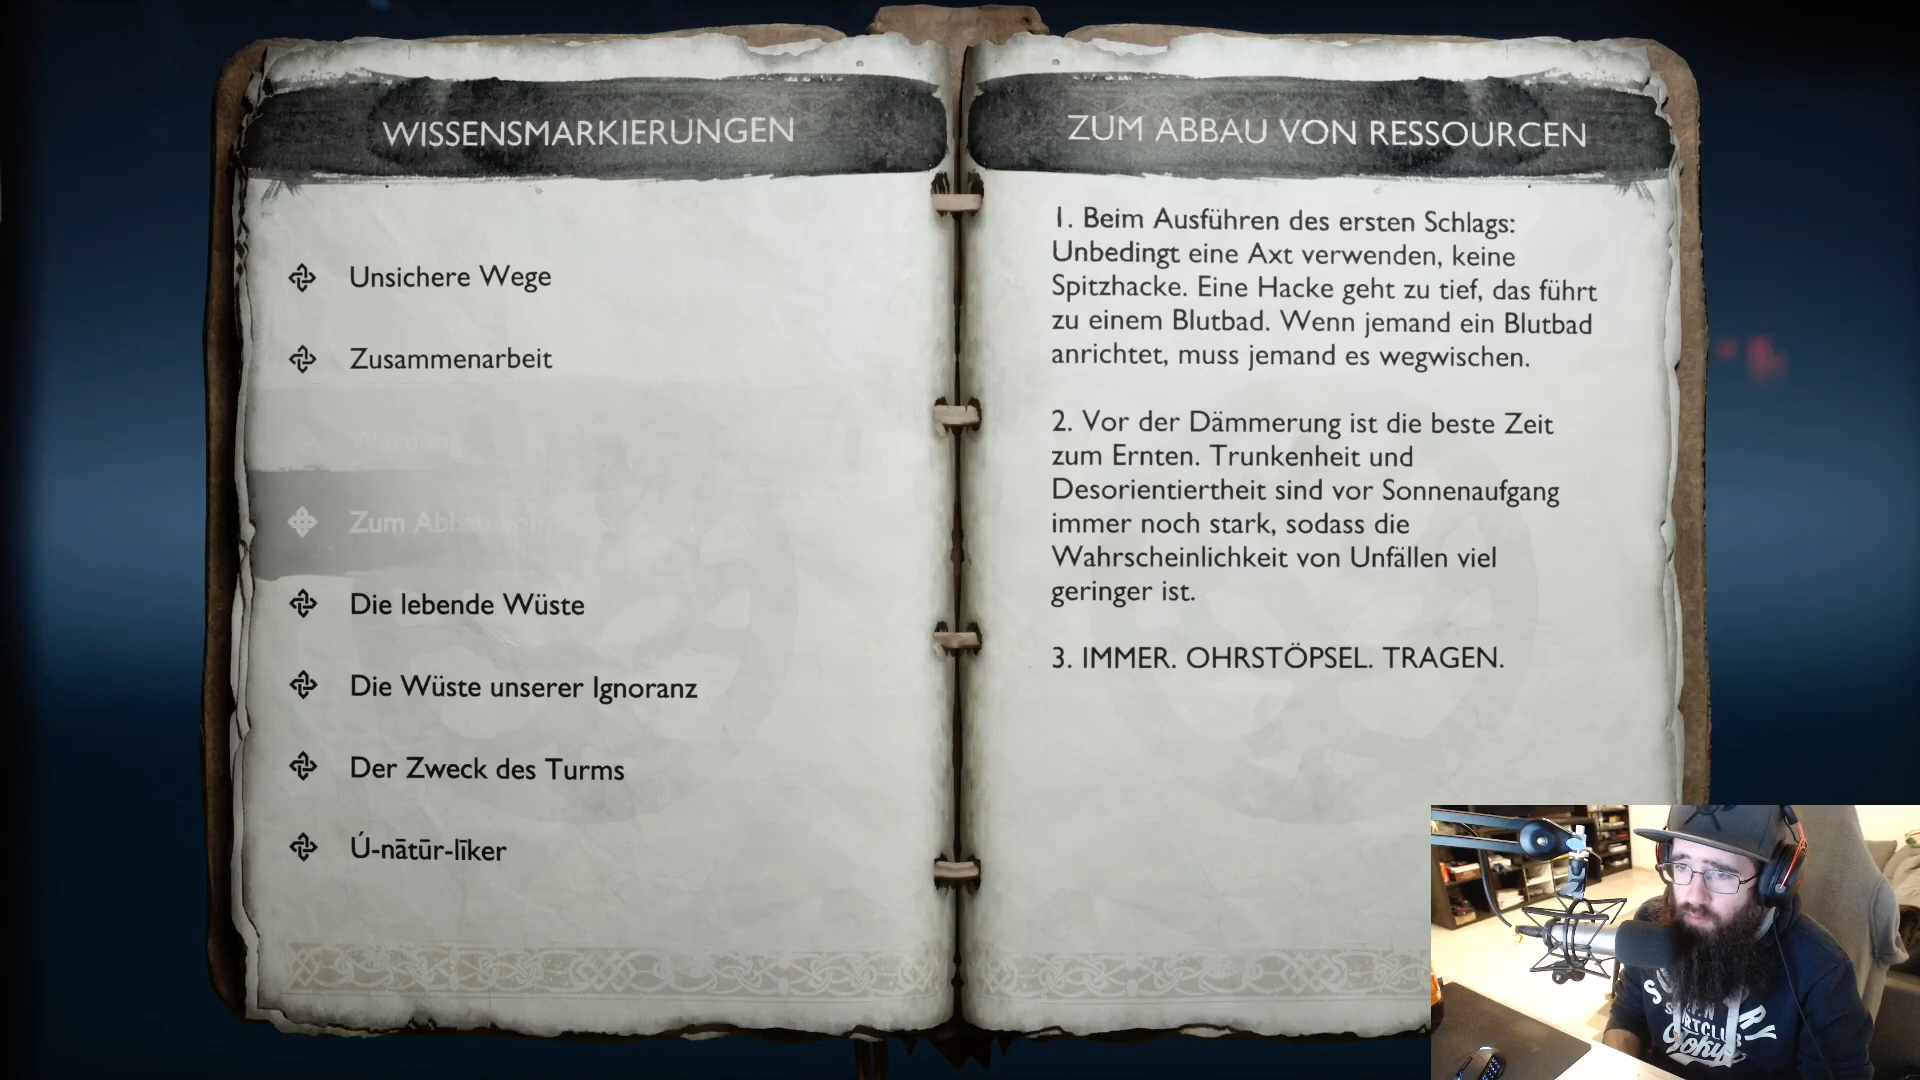 WISSENSMARKIERUNGEN
Unsichere Wege
Zusammenarbeit
Warnung
Zum Abbau von
Die lebende Wüste
Die Wüste unserer Ignoranz
Der Zweck des Turms
Ú-nātūr-līker
ZUM ABBAU VON RESSOURCEN
1. Beim Ausführen des ersten Schlags:
Unbedingt eine Axt verwenden, keine
Spitzhacke. Eine Hacke geht zu tief, das führt
zu einem Blutbad. Wenn jemand ein Blutbad
anrichtet, muss jemand es wegwischen.
2. Vor der Dämmerung ist die beste Zeit
zum Ernten. Trunkenheit und
Desorientiertheit sind vor Sonnenaufgang
immer noch stark, sodass die
Wahrscheinlichkeit von Unfällen viel
geringer ist.
3. IMMER. OHRSTÖPSEL. TRAGEN.